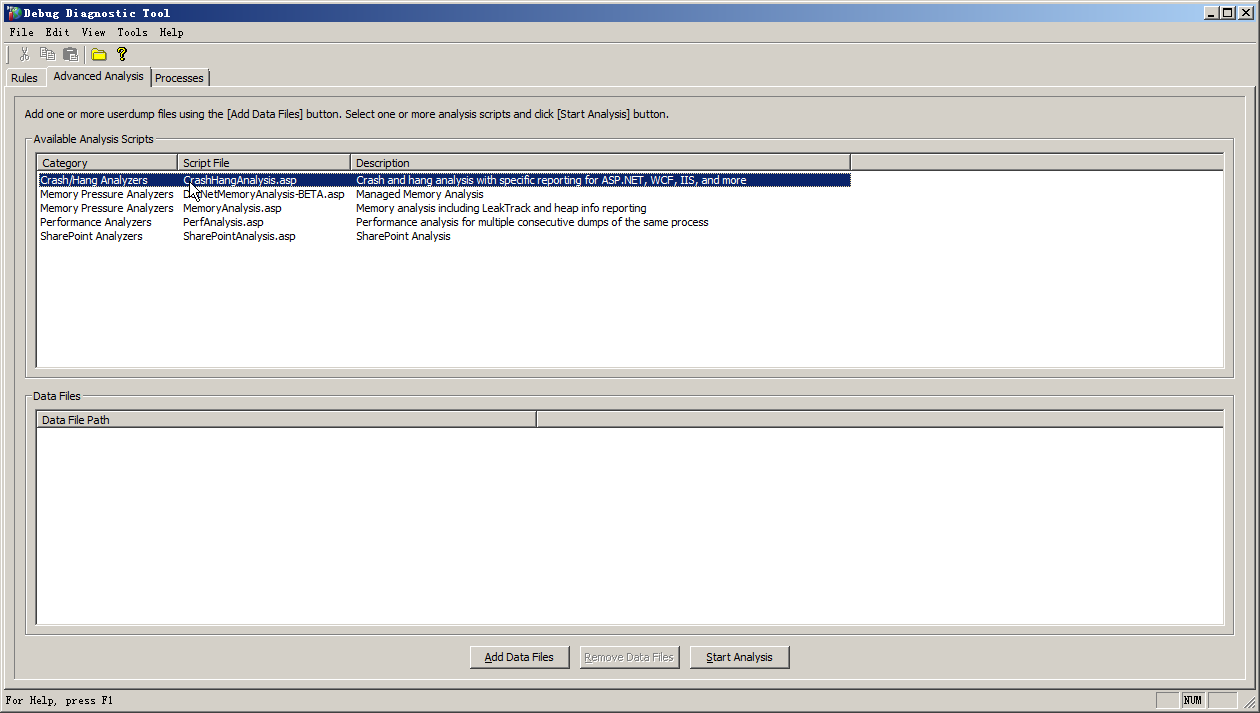 Debug Diagnostic Tool
File Edit View Tools Help
Rules Advanced Analysis Processes
Add one or more userdump files using the [Add Data Files] button. Select one or more analysis scripts and click [Start Analysis] button.
Available Analysis Scripts
Category Script File Description
Crash/Hang Analyzers CrashHangAnalysis.asp Crash and hang analysis with specific reporting for ASP.NET, WCF, IIS, and more
Memory Pressure Analyzers DotNetMemoryAnalysis-BETA.asp Managed Memory Analysis
Memory Pressure Analyzers MemoryAnalysis.asp Memory analysis including LeakTrack and heap info reporting
Performance Analyzers PerfAnalysis.asp Performance analysis for multiple consecutive dumps of the same process
SharePoint Analyzers SharePointAnalysis.asp SharePoint Analysis
Data Files
Data File Path
Add Data Files Remove Data Files Start Analysis
For Help, press F1 NUM